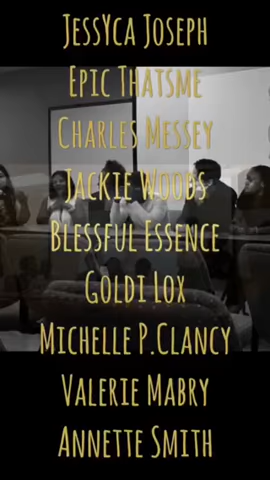 JessYca Joseph
Epic Thatsme
Charles Messey
Jackie Woods
Blessful Essence
Goldi Lox
Michelle P.Clancy
Valerie Mabry
Annette Smith